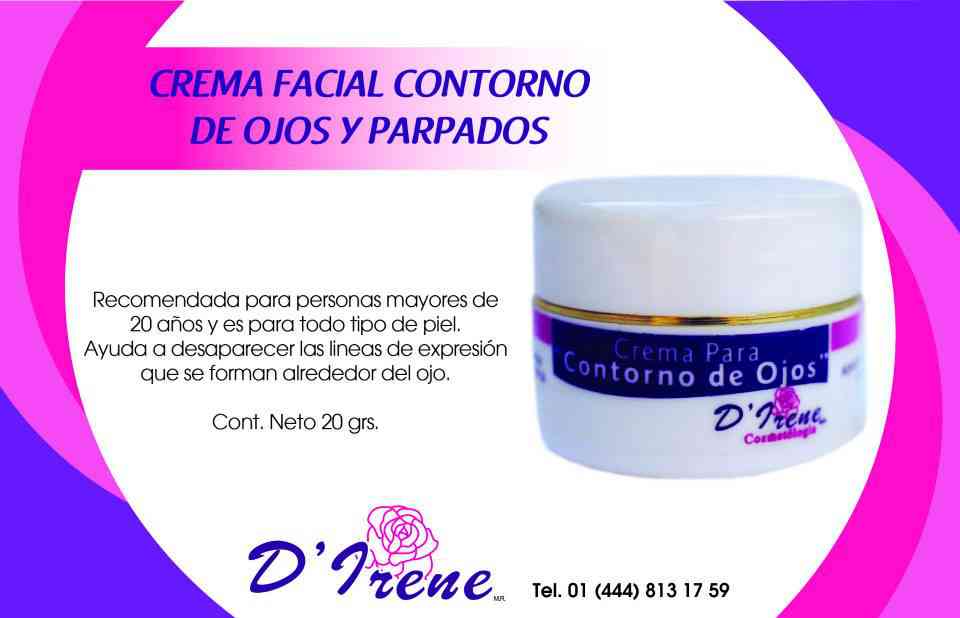 CREMA FACIAL CONTORNO
DE OJOS Y PARPADOS
Recomendada para personas mayores de
20 años y es para todo tipo de piel.
Ayuda a desaparecer las lineas de expresión
que se forman alrededor del ojo.
Cont. Neto 20 grs.
Crema Para
"Contorno de Ojos"
D'Irene
Cosmetóloga
D'Irene M.R.
Tel. 01 (444) 813 17 59